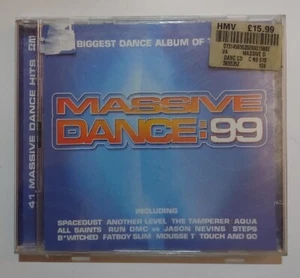 HMV £15.99
BIGGEST DANCE ALBUM OF
MASSIVE
DANCE:99
41 MASSIVE DANCE HITS
INCLUDING
SPACEDUST ANOTHER LEVEL THE TAMPERER AQUA
ALL SAINTS RUN DMC vs JASON NEVINS STEPS
B*WITCHED FATBOY SLIM MOUSSE T TOUCH AND GO